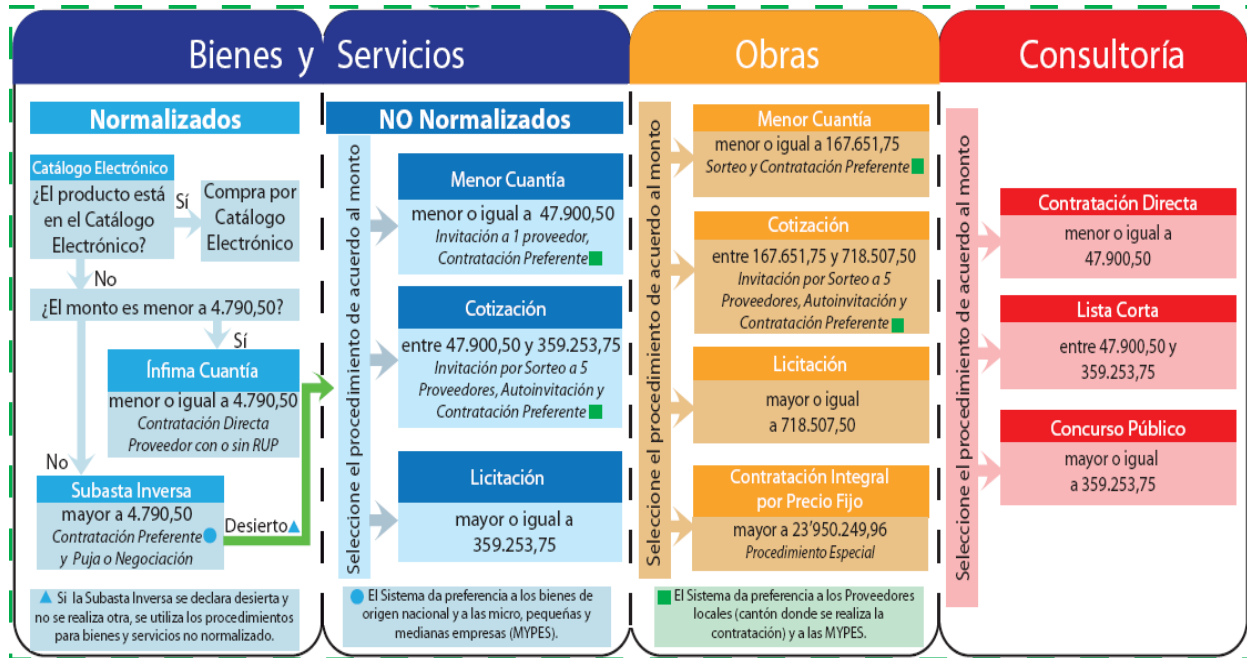 Bienes y Servicios
Normalizados
Catálogo Electrónico
¿El producto está
en el Catálogo
Electrónico?
Sí
Compra por
Catálogo
Electrónico
No
¿El monto es menor a 4.790,50?
Sí
Ínfima Cuantía
menor o igual a 4.790,50
Contratación Directa
Proveedor con o sin RUP
No
Subasta Inversa
mayor a 4.790,50
Contratación Preferente
y Puja o Negociación
Desierto
Si la Subasta Inversa se declara desierta y
no se realiza otra, se utiliza los procedimientos
para bienes y servicios no normalizado.
NO Normalizados
Seleccione el procedimiento de acuerdo al monto
Menor Cuantía
menor o igual a 47.900,50
Invitación a 1 proveedor,
Contratación Preferente
Cotización
entre 47.900,50 y 359.253,75
Invitación por Sorteo a 5
Proveedores, Autoinvitación y
Contratación Preferente
Licitación
mayor o igual a
359.253,75
El Sistema da preferencia a los bienes de
origen nacional y a las micro, pequeñas y
medianas empresas (MYPES).
Obras
Seleccione el procedimiento de acuerdo al monto
Menor Cuantía
menor o igual a 167.651,75
Sorteo y Contratación Preferente
Cotización
entre 167.651,75 y 718.507,50
Invitación por Sorteo a 5
Proveedores, Autoinvitación y
Contratación Preferente
Licitación
mayor o igual
a 718.507,50
Contratación Integral
por Precio Fijo
mayor a 23'950.249,96
Procedimiento Especial
El Sistema da preferencia a los Proveedores
locales (cantón donde se realiza la
contratación) y a las MYPES.
Consultoría
Seleccione el procedimiento de acuerdo al monto
Contratación Directa
menor o igual a
47.900,50
Lista Corta
entre 47.900,50 y
359.253,75
Concurso Público
mayor o igual
a 359.253,75